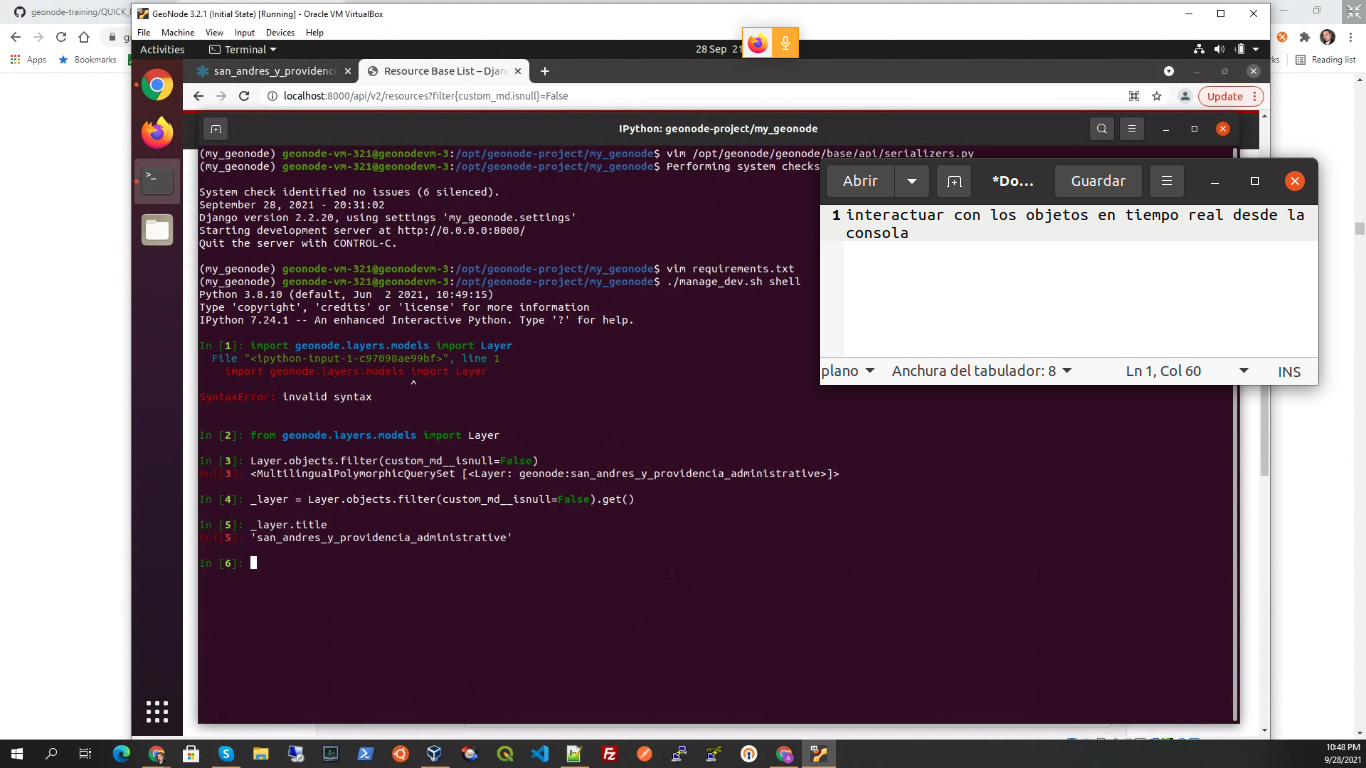 geonode-training/QUICK_
GeoNode 3.2.1 (Initial State) [Running] - Oracle VM VirtualBox
File Machine View Input Devices Help
Apps Bookmarks
Reading list
Activities Terminal 28 Sep 21
san_andres_y_providenci Resource Base List – Djan
localhost:8000/api/v2/resources?filter{custom_md.isnull}=False
Update
IPython: geonode-project/my_geonode
(my_geonode) geonode-vm-321@geonodevm-3:/opt/geonode-project/my_geonode$ vim /opt/geonode/geonode/base/api/serializers.py
(my_geonode) geonode-vm-321@geonodevm-3:/opt/geonode-project/my_geonode$ Performing system checks
System check identified no issues (6 silenced).
September 28, 2021 - 20:31:02
Django version 2.2.20, using settings 'my_geonode.settings'
Starting development server at http://0.0.0.0:8000/
Quit the server with CONTROL-C.
(my_geonode) geonode-vm-321@geonodevm-3:/opt/geonode-project/my_geonode$ vim requirements.txt
(my_geonode) geonode-vm-321@geonodevm-3:/opt/geonode-project/my_geonode$ ./manage_dev.sh shell
Python 3.8.10 (default, Jun  2 2021, 10:49:15)
Type 'copyright', 'credits' or 'license' for more information
IPython 7.24.1 -- An enhanced Interactive Python. Type '?' for help.
In [1]: import geonode.layers.models import Layer
File "<ipython-input-1-c97098ae99bf>", line 1
import geonode.layers.models import Layer
^
SyntaxError: invalid syntax
In [2]: from geonode.layers.models import Layer
In [3]: Layer.objects.filter(custom_md__isnull=False)
Out[3]: <MultilingualPolymorphicQuerySet [<Layer: geonode:san_andres_y_providencia_administrative>]>
In [4]: _layer = Layer.objects.filter(custom_md__isnull=False).get()
In [5]: _layer.title
Out[5]: 'san_andres_y_providencia_administrative'
In [6]:
Abrir *Do... Guardar
1 interactuar con los objetos en tiempo real desde la
consola
plano Anchura del tabulador: 8 Ln 1, Col 60 INS
10:48 PM
9/28/2021